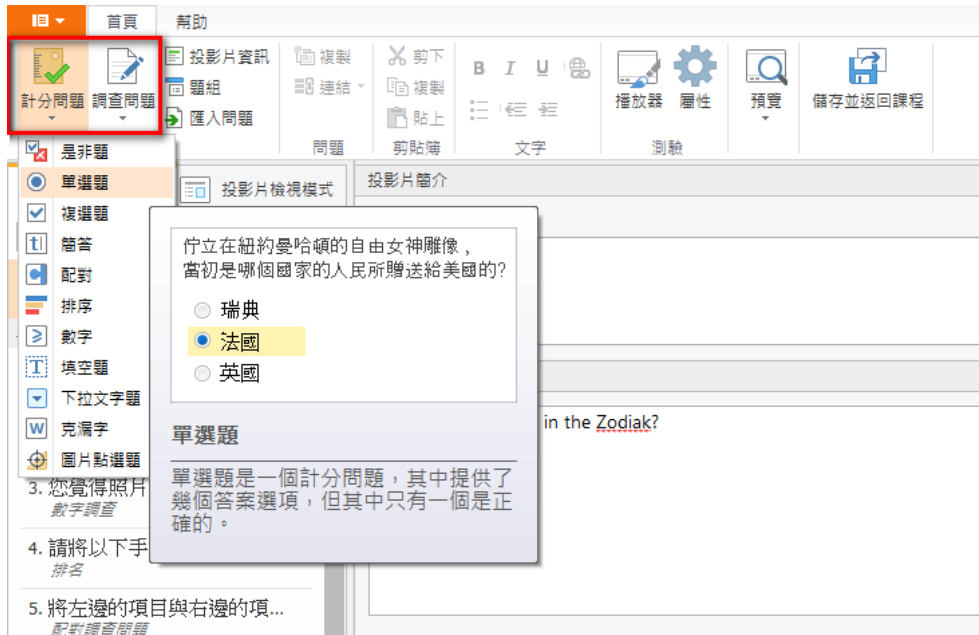 首頁 幫助
計分問題 調查問題
投影片資訊
題組
匯入問題
複製
連結
問題
剪下
複製
貼上
剪貼簿
B I U
文字
播放器 屬性
測驗
預覽
儲存並返回課程
是非題
單選題
複選題
簡答
配對
排序
數字
填空題
下拉文字題
克漏字
圖片點選題
投影片檢視模式
投影片簡介
佇立在紐約曼哈頓的自由女神雕像，
當初是哪個國家的人民所贈送給美國的?
瑞典
法國
英國
單選題
單選題是一個計分問題，其中提供了
幾個答案選項，但其中只有一個是正
確的。
in the Zodiak?
3. 您覺得照片
數字調查
4. 請將以下手
排名
5. 將左邊的項目與右邊的項...
配對調查問題